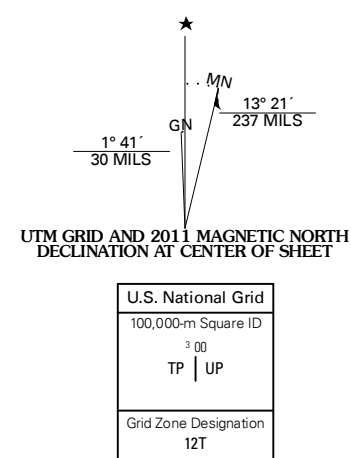 ★
MN
GN
13° 21´
237 MILS
1° 41´
30 MILS
UTM GRID AND 2011 MAGNETIC NORTH
DECLINATION AT CENTER OF SHEET
U.S. National Grid
100,000-m Square ID
3 00
TP | UP
Grid Zone Designation
12T